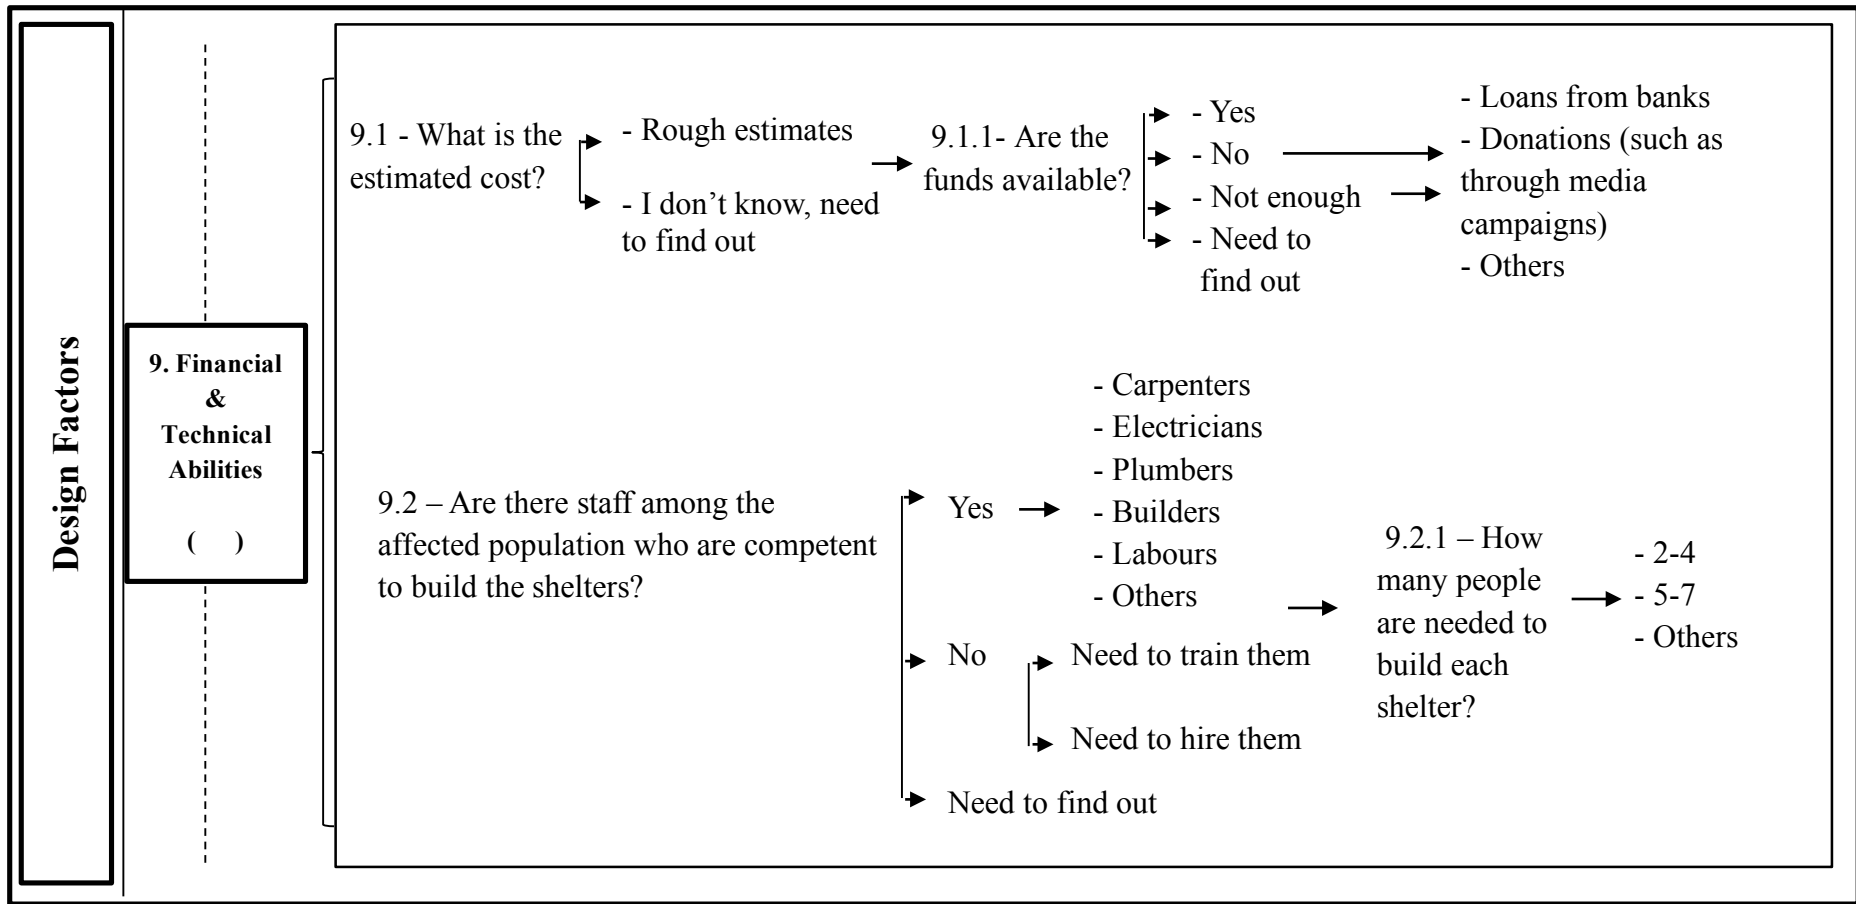 Design Factors
9. Financial
&
Technical
Abilities
( )
9.1 - What is the
estimated cost?
- Rough estimates
- I don’t know, need
to find out
9.1.1- Are the
funds available?
- Yes
- No
- Not enough
- Need to
find out
- Loans from banks
- Donations (such as
through media
campaigns)
- Others
9.2 – Are there staff among the
affected population who are competent
to build the shelters?
Yes
- Carpenters
- Electricians
- Plumbers
- Builders
- Labours
- Others
No
Need to train them
Need to hire them
Need to find out
9.2.1 – How
many people
are needed to
build each
shelter?
- 2-4
- 5-7
- Others